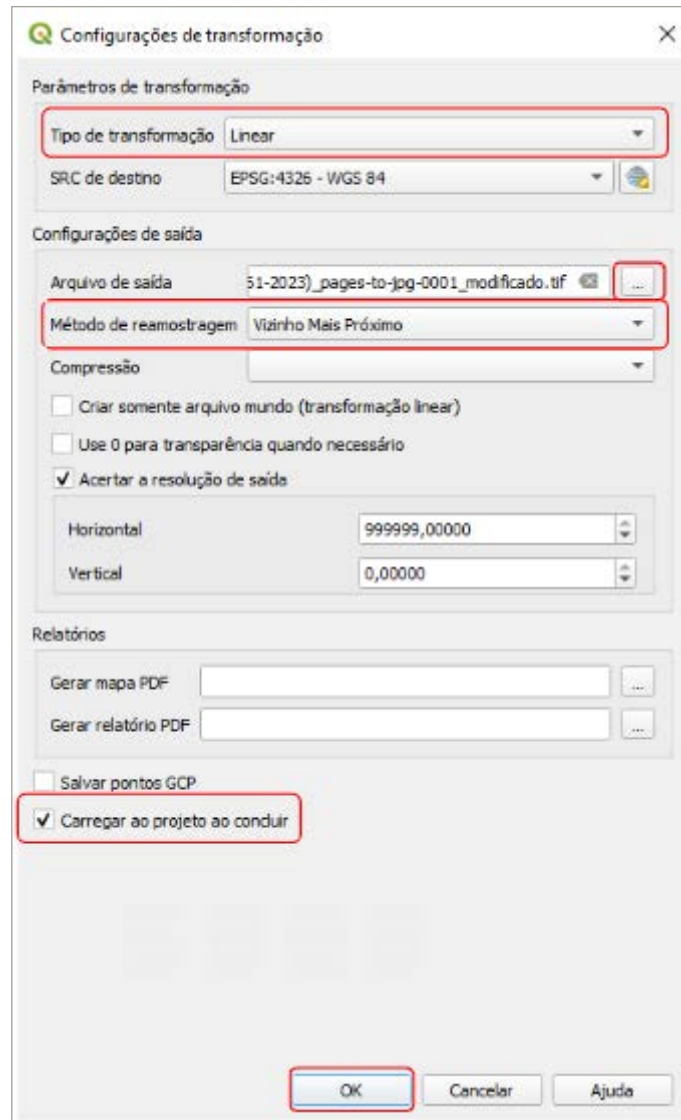 Configurações de transformação
Parâmetros de transformação
Tipo de transformação Linear
SRC de destino EPSG:4326 - WGS 84
Configurações de saída
Arquivo de saída 51-2023)_pages-to-jpg-0001_modificado.tif ...
Método de reamostragem Vizinho Mais Próximo
Compressão
Criar somente arquivo mundo (transformação linear)
Use 0 para transparência quando necessário
Acertar a resolução de saída
Horizontal 999999,00000
Vertical 0,00000
Relatórios
Gerar mapa PDF ...
Gerar relatório PDF ...
Salvar pontos GCP
Carregar ao projeto ao concluir
OK Cancelar Ajuda